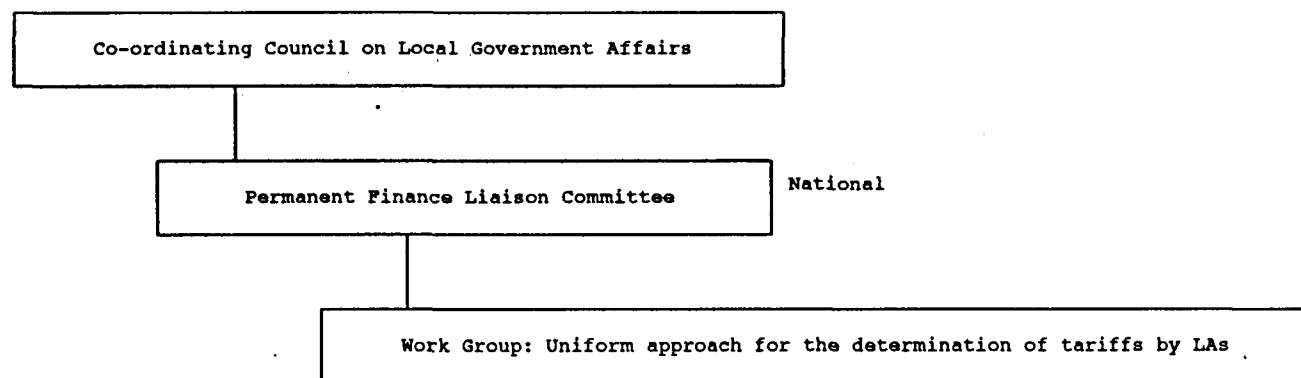 Co-ordinating Council on Local Government Affairs
Permanent Finance Liaison Committee
National
Work Group: Uniform approach for the determination of tariffs by LAs